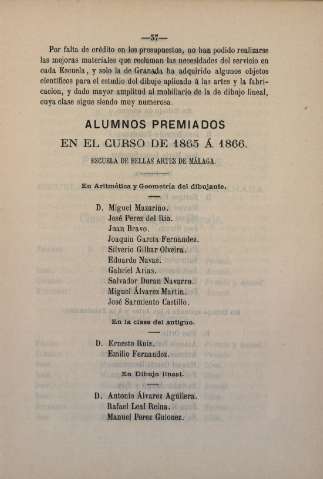 —57—
Por falta de crédito en los presupuestos, no han podido realizarse
las mejoras materiales que reclaman las necesidades del servicio en
cada Escuela, y solo la de Granada ha adquirido algunos objetos
científicos para el estudio del dibujo aplicado á las artes y la fabri-
cacion, y dado mayor amplitud al mobiliario de la de dibujo lineal,
cuya clase sigue siendo muy numerosa.
ALUMNOS PREMIADOS
EN EL CURSO DE 1865 Á 1866.
ESCUELA DE BELLAS ARTES DE MÁLAGA.
En Aritmética y Geometría del dibujante.
D. Miguel Mazarino.
José Perez del Rio.
Juan Bravo.
Joaquin García Fernandez.
Silverio Gilbar Olveira.
Eduardo Navas.
Gabriel Arias.
Salvador Duran Navarro.
Miguel Álvarez Martin.
José Sarmiento Castillo.
En la clase del antiguo.
D. Ernesto Ruiz.
Emilio Fernandez.
En Dibujo lineal.
D. Antonio Álvarez Aguilera.
Rafael Leal Reina.
Manuel Perez Guionez.